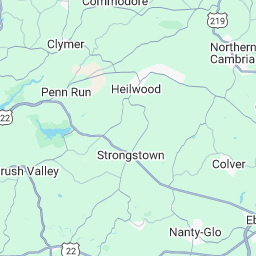 Commodore
219
Clymer
Northern
Cambria
Penn Run
Heilwood
22
Strongstown
Colver
rush Valley
Nanty-Glo
Eb
22